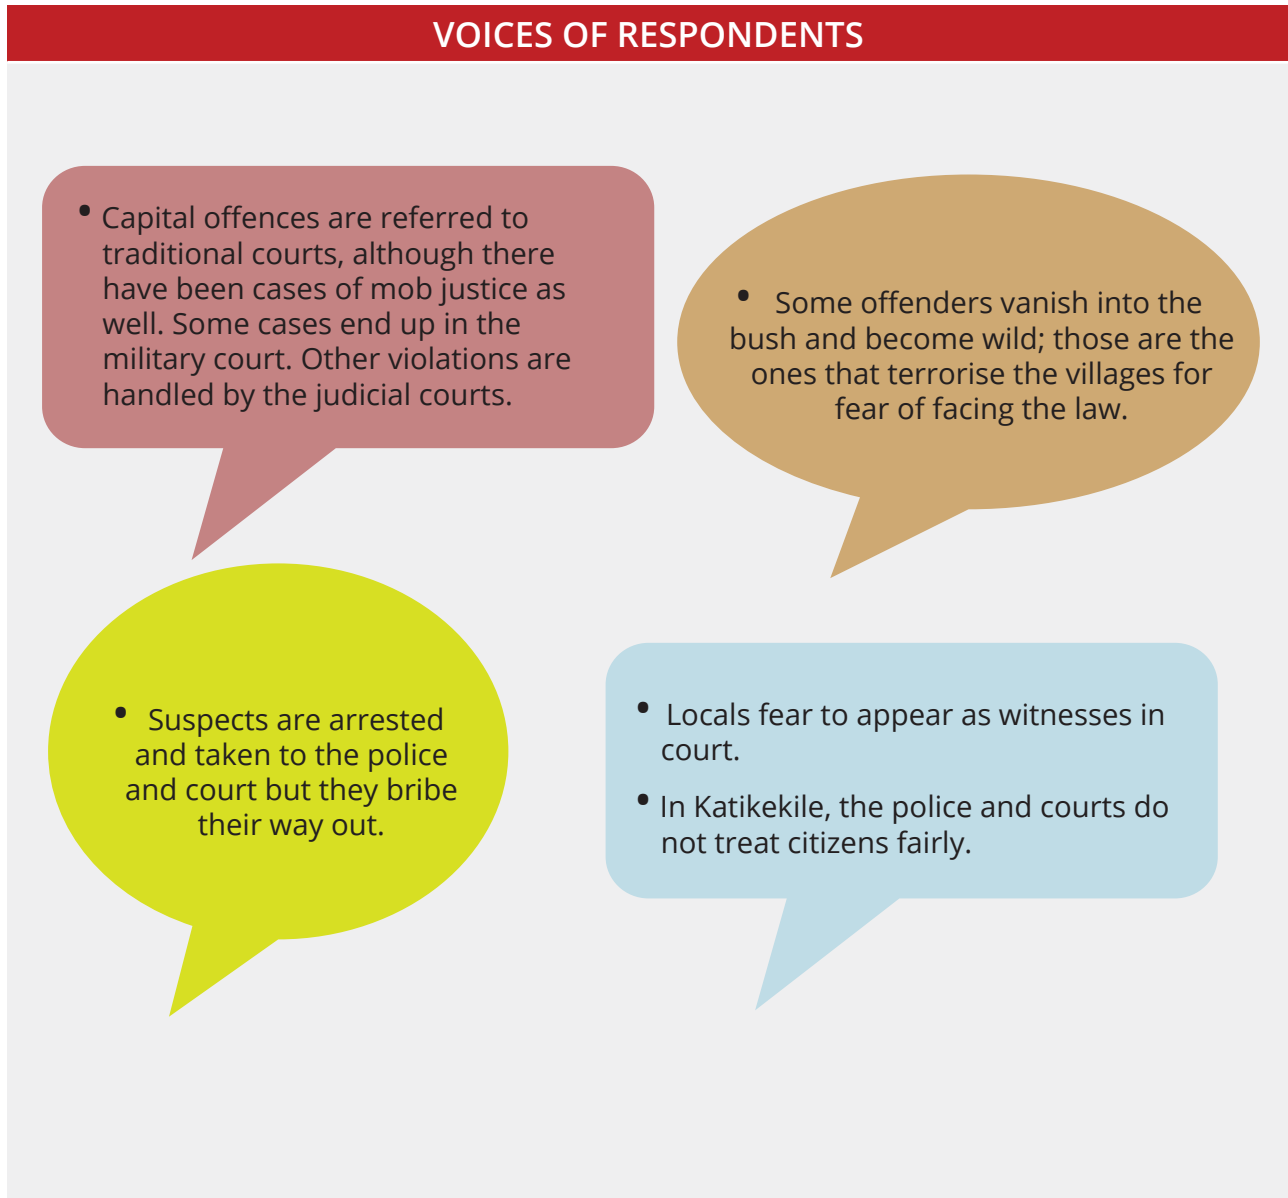 VOICES OF RESPONDENTS
• Capital offences are referred to
traditional courts, although there
have been cases of mob justice as
well. Some cases end up in the
military court. Other violations are
handled by the judicial courts.
• Some offenders vanish into the
bush and become wild; those are the
ones that terrorise the villages for
fear of facing the law.
• Suspects are arrested
and taken to the police
and court but they bribe
their way out.
• Locals fear to appear as witnesses in
court.
• In Katikekile, the police and courts do
not treat citizens fairly.